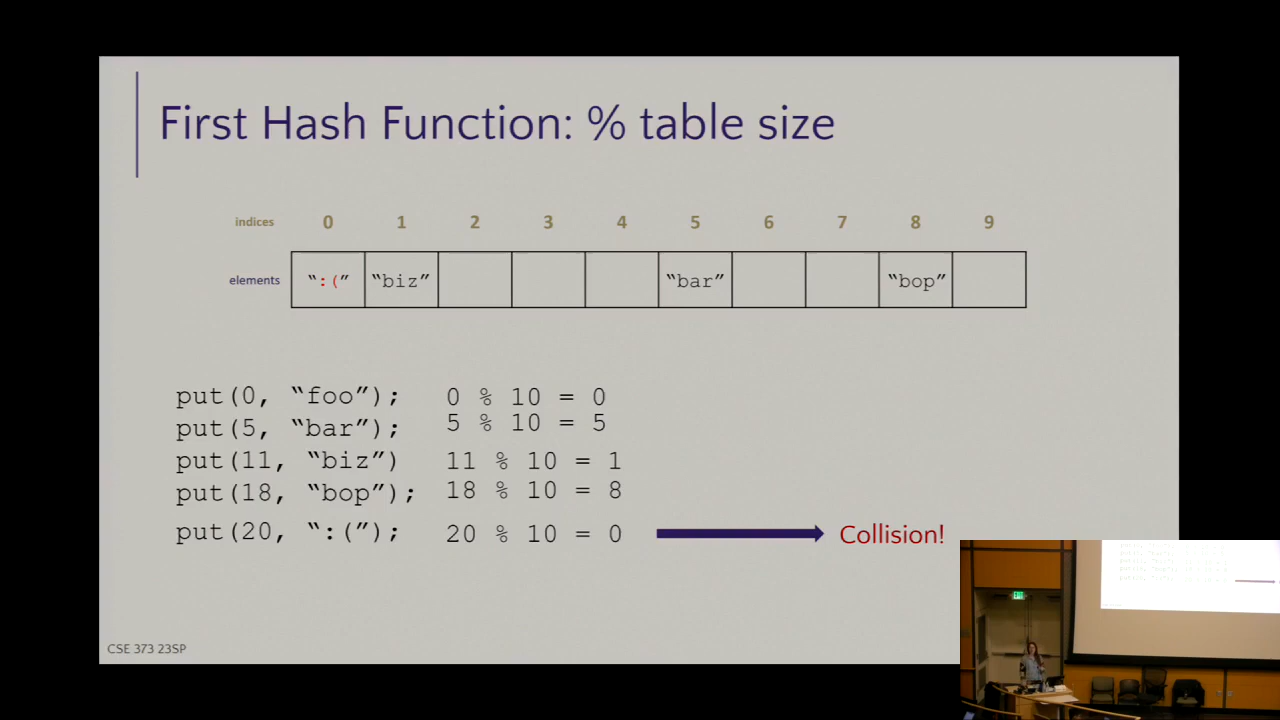 First Hash Function: % table size
indices 0 1 2 3 4 5 6 7 8 9
elements “:(” “biz” “bar” “bop”
put(0, “foo”); 0 % 10 = 0
put(5, “bar”); 5 % 10 = 5
put(11, “biz”) 11 % 10 = 1
put(18, “bop”); 18 % 10 = 8
put(20, “:(”); 20 % 10 = 0 Collision!
CSE 373 23SP